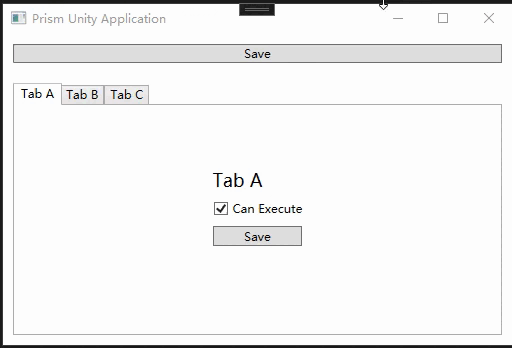 Prism Unity Application
Save
Tab A Tab B Tab C
Tab A
Can Execute
Save